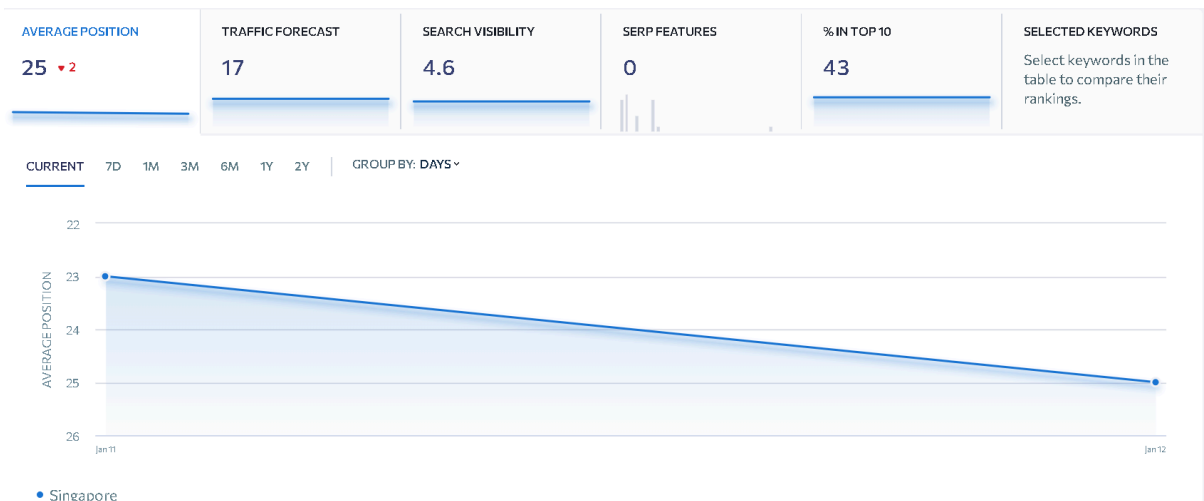 AVERAGE POSITION
25 ▼ 2
TRAFFIC FORECAST
17
SEARCH VISIBILITY
4.6
SERP FEATURES
0
% IN TOP 10
43
SELECTED KEYWORDS
Select keywords in the
table to compare their
rankings.
CURRENT 7D 1M 3M 6M 1Y 2Y GROUP BY: DAYS
AVERAGE POSITION
22
23
24
25
26
Jan 11 Jan 12
Singapore